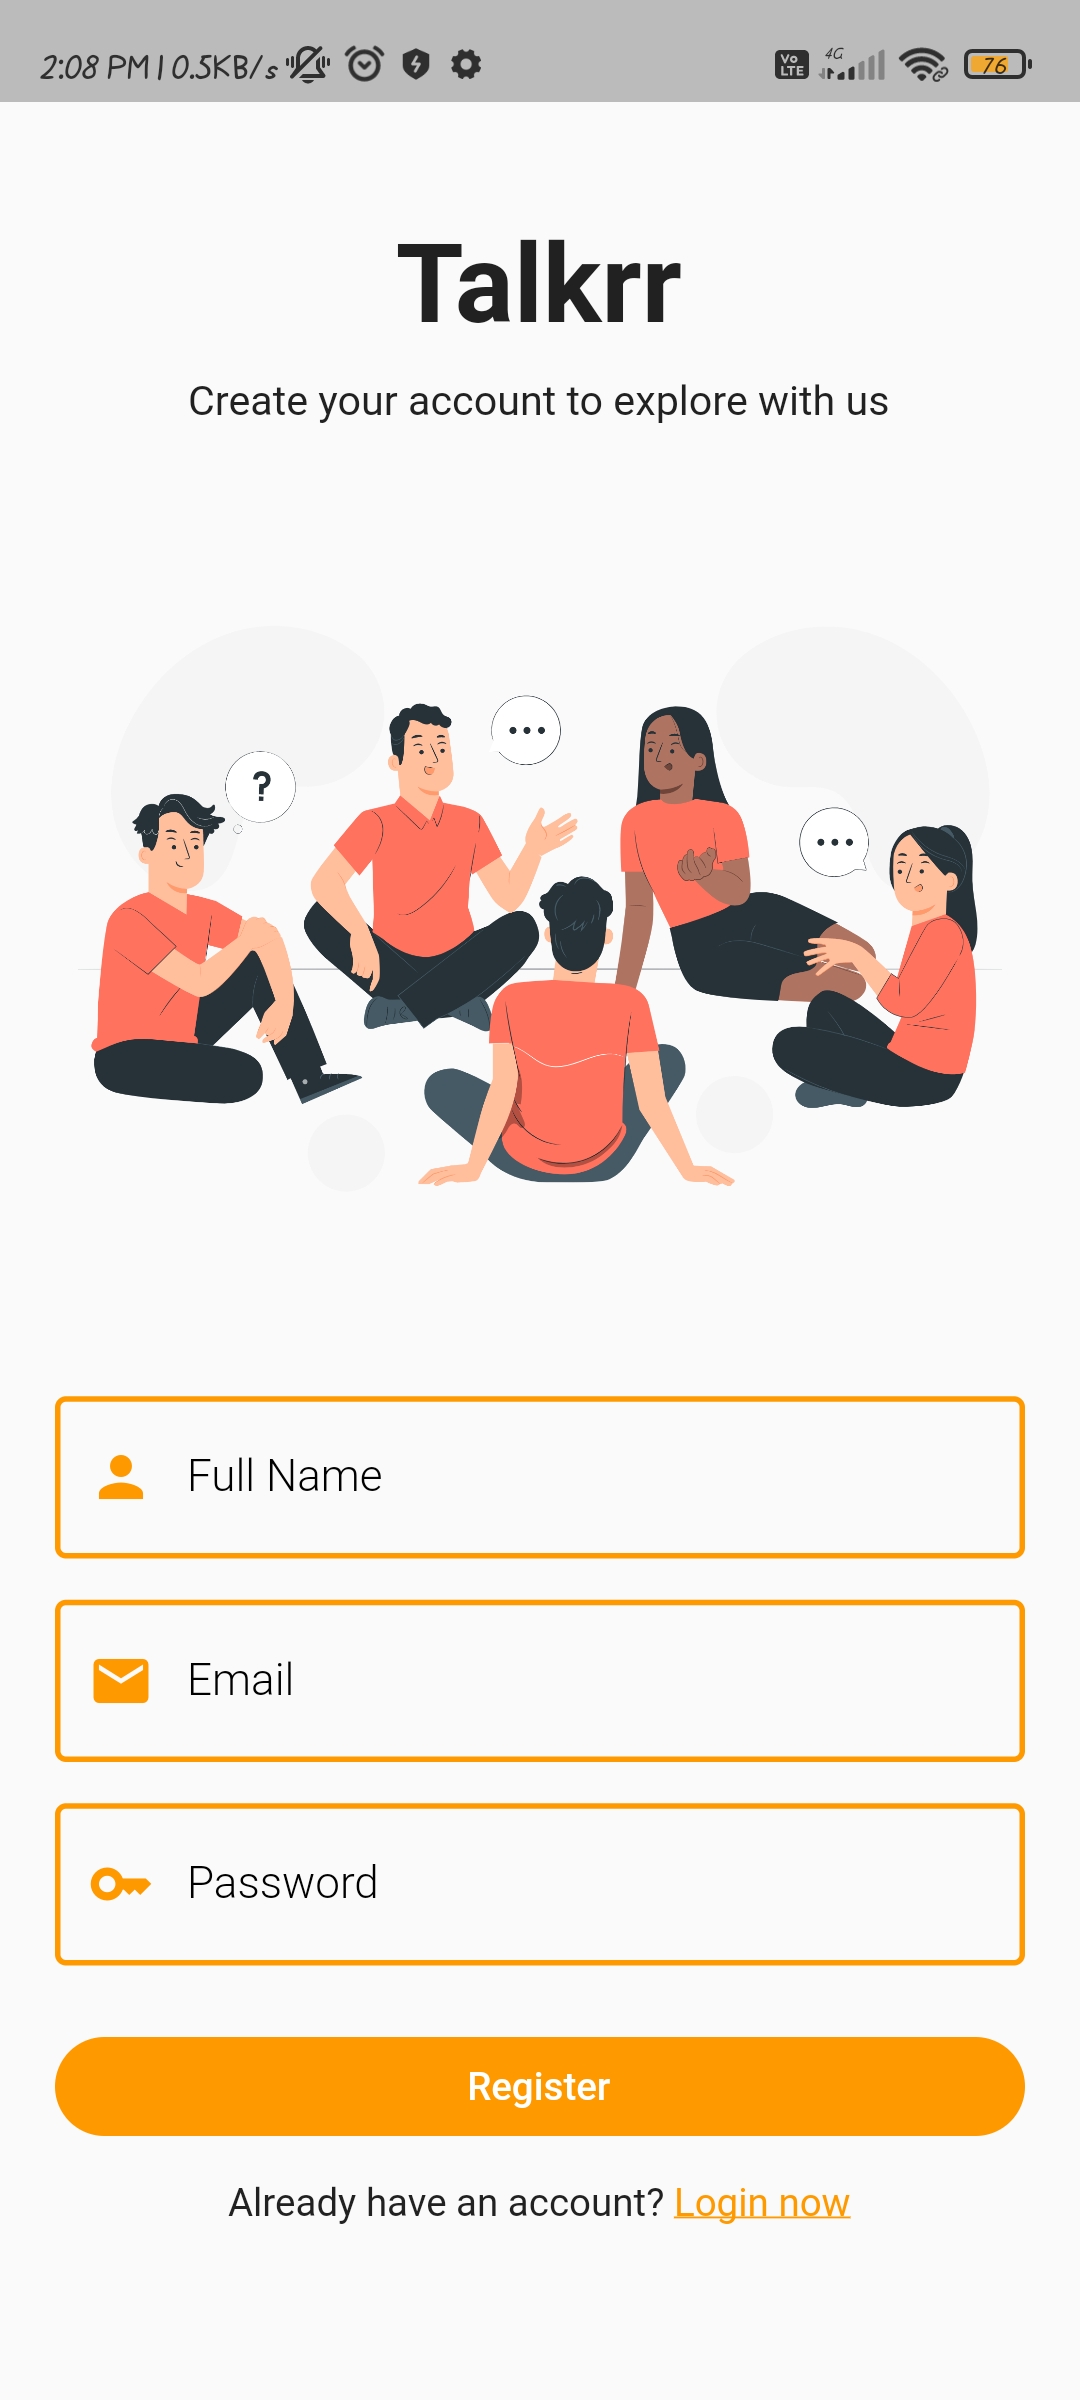 2:08 PM | 0.5KB/s
Vo LTE
4G
76
Talkrr
Create your account to explore with us
?
Full Name
Email
Password
Register
Already have an account? Login now